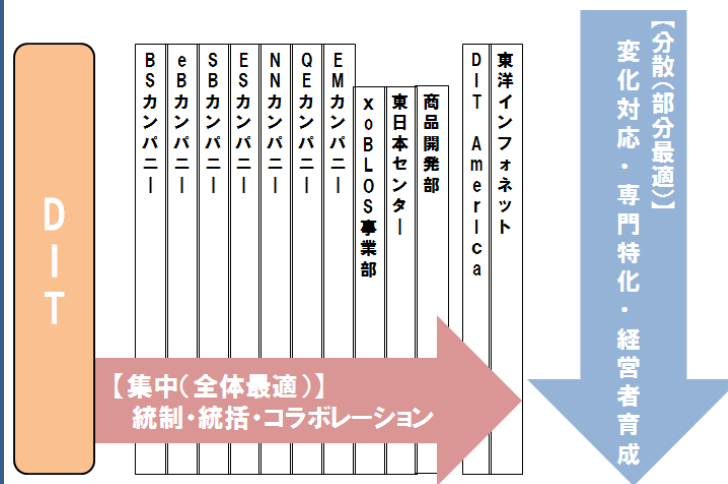 DIT
BSカンパニー
eBカンパニー
SBカンパニー
ESカンパニー
NNカンパニー
QEカンパニー
EMカンパニー
xoBLOS事業部
東日本センター
商品開発部
DIT America
東洋インフォネット
【集中(全体最適)】
統制・統括・コラボレーション
【分散(部分最適)】
変化対応・専門特化・経営者育成